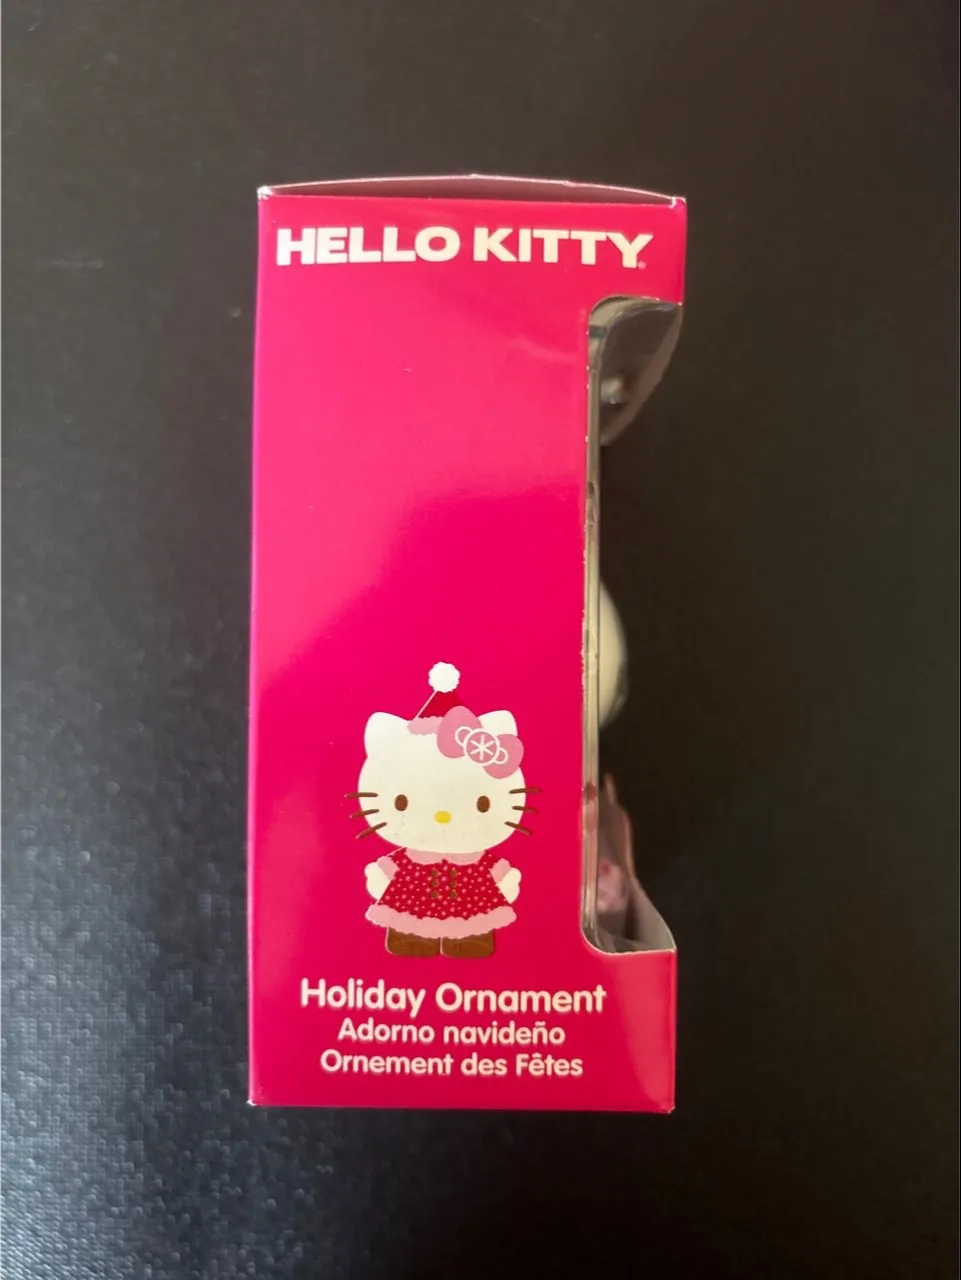 HELLO KITTY®
Holiday Ornament
Adorno navideño
Ornement des Fêtes